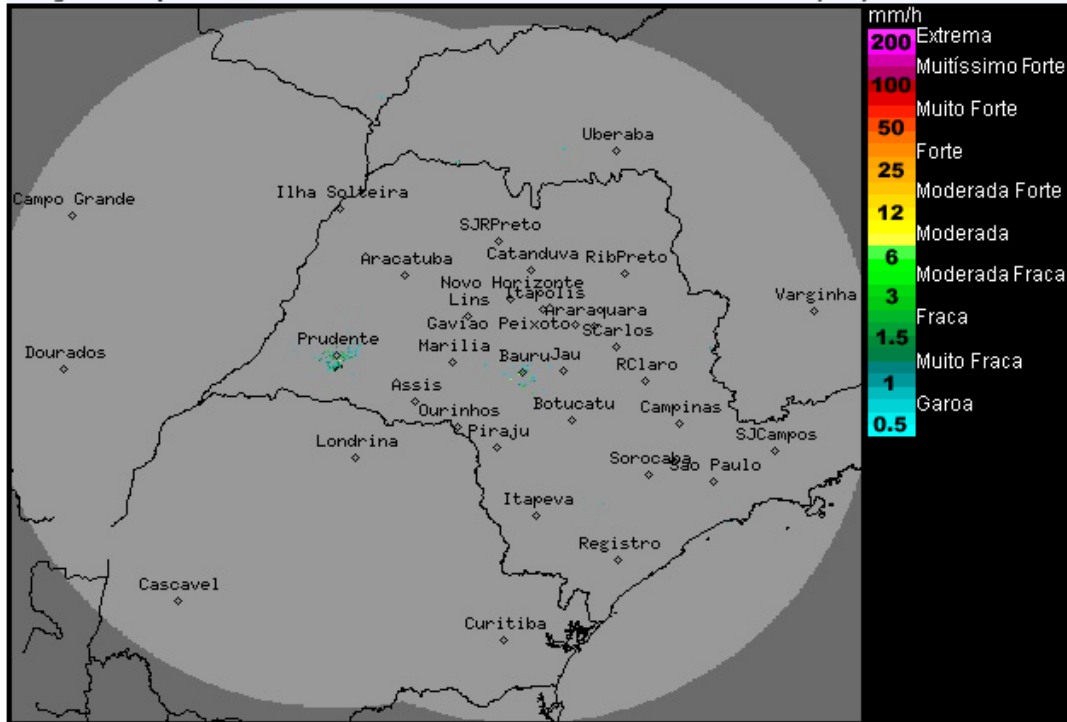 mm/h
200 Extrema
Muitíssimo Forte
100
Muito Forte
50
Forte
25
Moderada Forte
12
Moderada
6
Moderada Fraca
3
Fraca
1.5
Muito Fraca
1
Garoa
0.5
Uberaba
Campo Grande
Ilha Solteira
SJRPreto
Catanduva
RibPreto
Aracatuba
Novo Horizonte
Itapolis
Varginha
Lins
Araraquara
Gaviao Peixoto
SCarlos
Prudente
Dourados
Marilia
Bauru
Jau
RClaro
Assis
Ourinhos
Botucatu
Campinas
Piraju
SJCampos
Londrina
Sorocaba
Sao Paulo
Itapeva
Registro
Cascavel
Curitiba